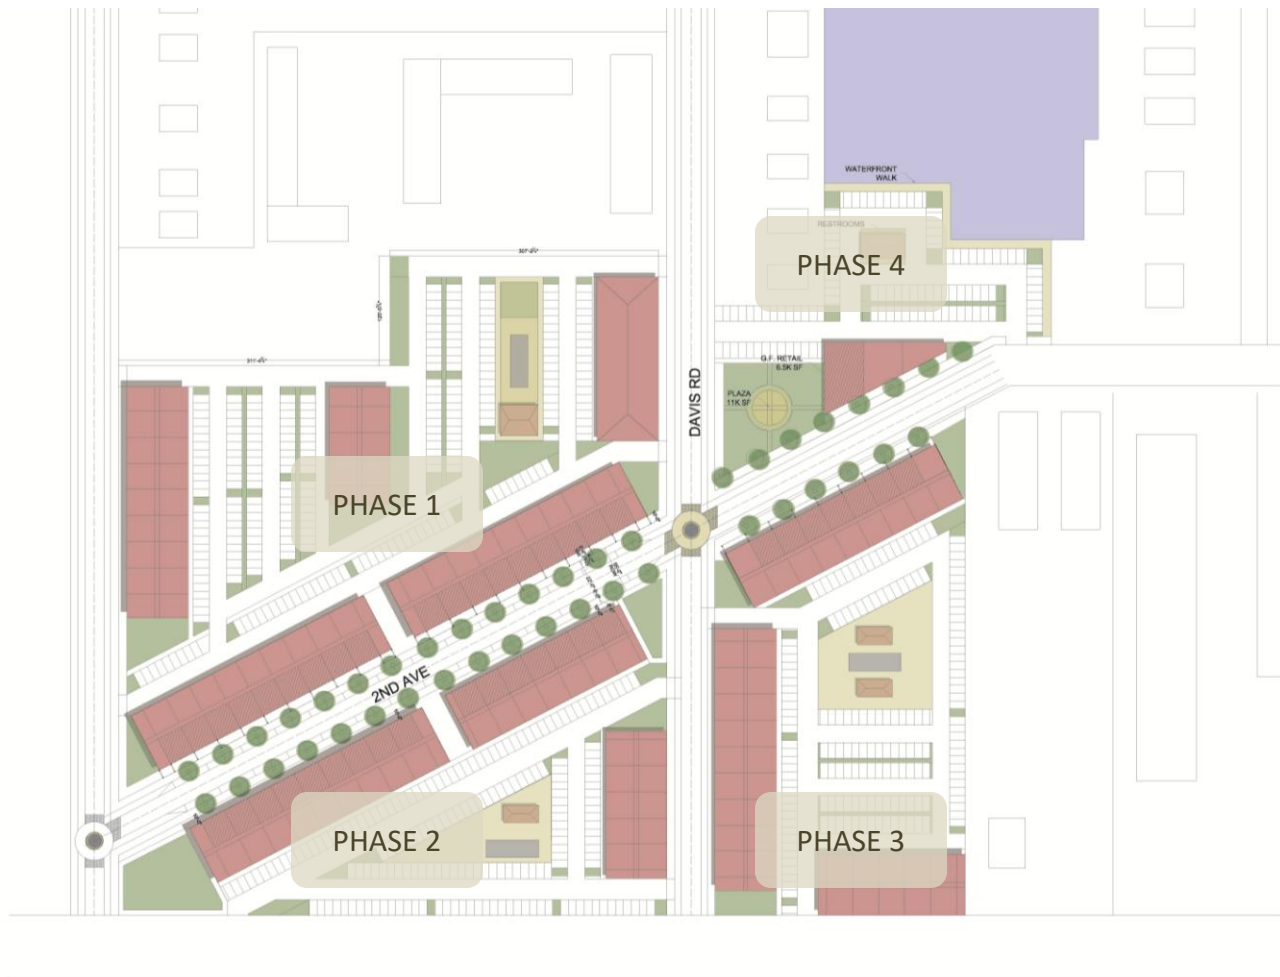 WATERFRONT
WALK
RESTROOMS
PHASE 4
G.F. RETAIL
6.5K SF
PLAZA
11K SF
DAVIS RD
PHASE 1
2ND AVE
PHASE 2
PHASE 3